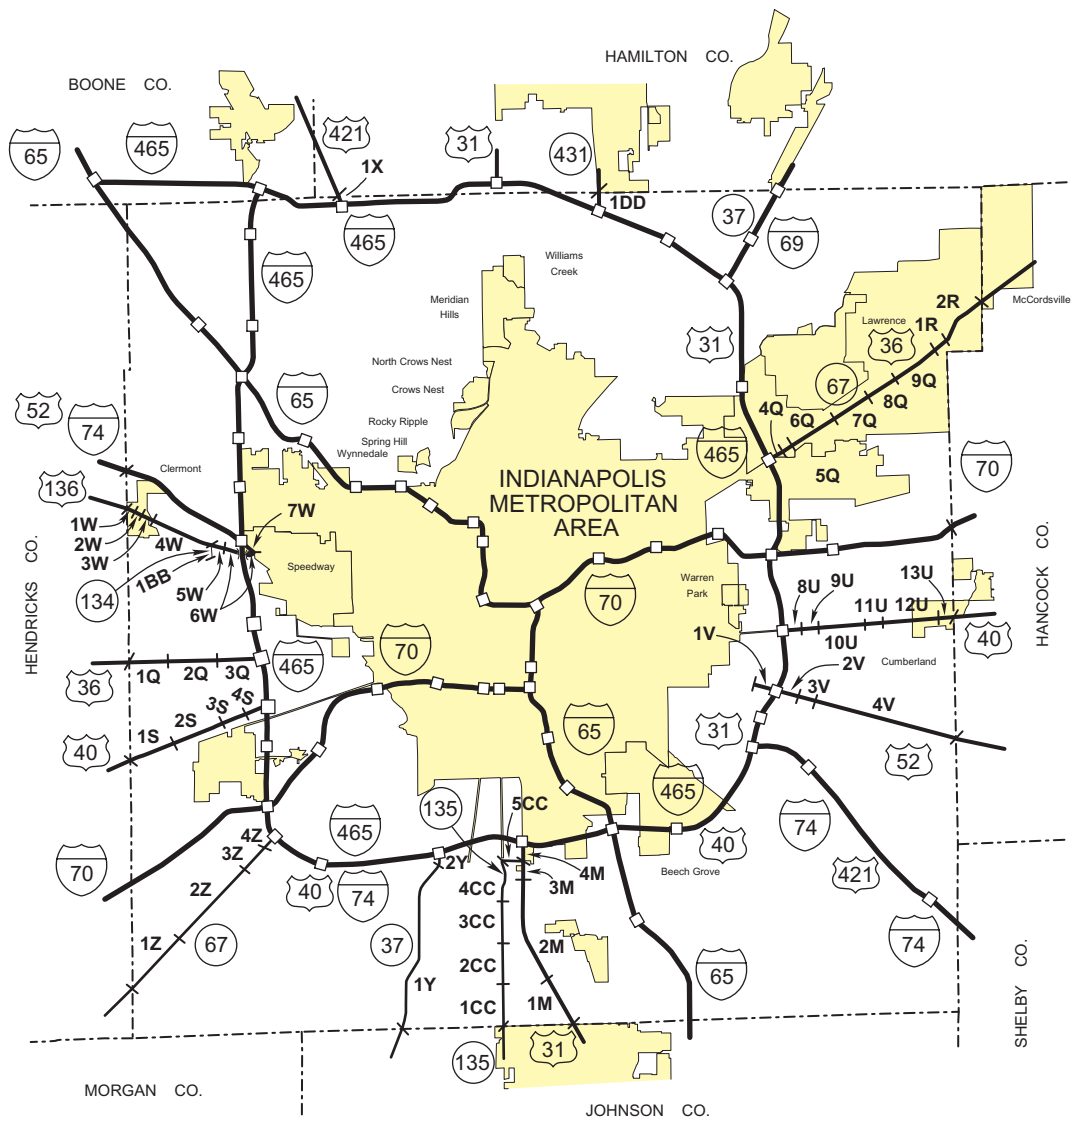 HAMILTON CO.
BOONE CO.
421
31
431
465
65
1X
1DD
37
69
465
465
Williams
Creek
Meridian
Hills
2R
McCordsville
Lawrence
1R
36
31
North Crows Nest
Crows Nest
67
9Q
8Q
65
52
74
Rocky Ripple
Spring Hill
Wynnedale
4Q
6Q
7Q
465
70
Clermont
136
INDIANAPOLIS
METROPOLITAN
AREA
5Q
7W
1W
2W
3W
4W
1BB
5W
6W
134
Speedway
HENDRICKS CO.
HANCOCK CO.
Warren
Park
70
8U
9U
13U
11U
12U
10U
40
1V
2V
Cumberland
465
70
36
1Q
2Q
3Q
3V
4V
3S
4S
2S
1S
40
65
31
52
465
135
5CC
465
4Z
3Z
40
74
2Y
4M
3M
Beech Grove
421
70
2Z
40
74
4CC
3CC
1Z
67
37
2M
74
2CC
65
1Y
1CC
1M
31
135
SHELBY CO.
MORGAN CO.
JOHNSON CO.